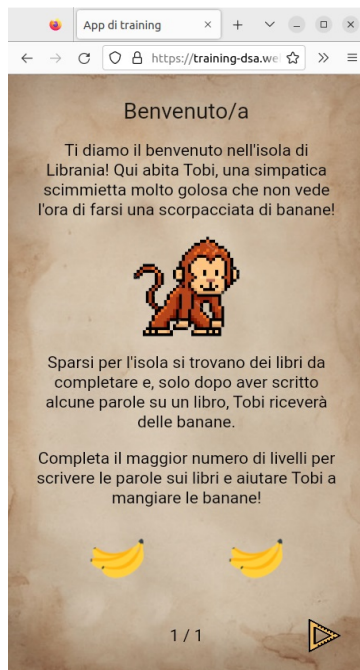 App di training
https://training-dsa.we
Benvenuto/a
Ti diamo il benvenuto nell'isola di
Librania! Qui abita Tobi, una simpatica
scimmietta molto golosa che non vede
l'ora di farsi una scorpacciata di banane!
Sparsi per l'isola si trovano dei libri da
completare e, solo dopo aver scritto
alcune parole su un libro, Tobi riceverà
delle banane.
Completa il maggior numero di livelli per
scrivere le parole sui libri e aiutare Tobi a
mangiare le banane!
1 / 1